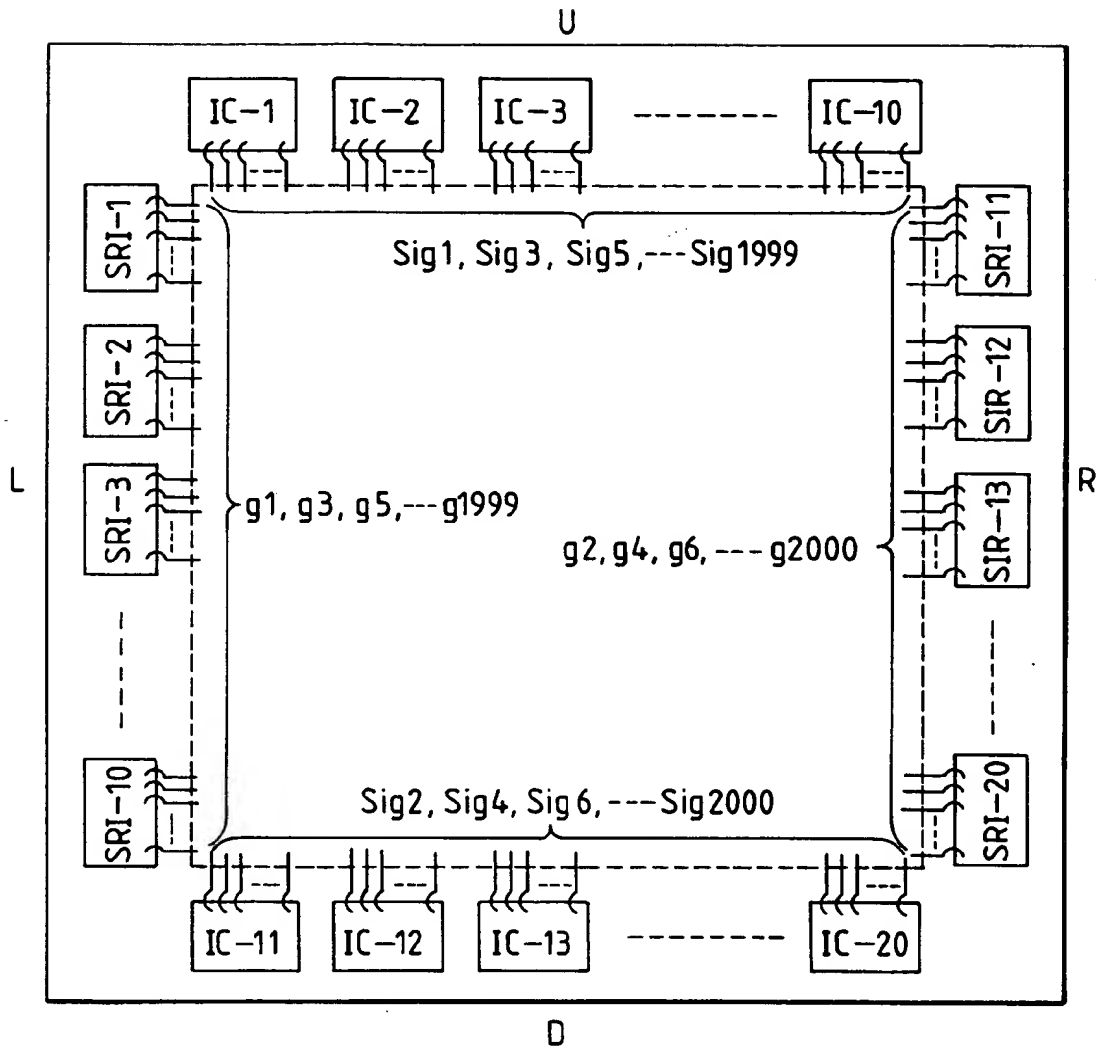 U
IC-1
IC-2
IC-3
IC-10
SRI-1
SRI-11
Sig1, Sig3, Sig5,---Sig1999
SRI-2
SIR-12
L
R
SRI-3
SIR-13
g1, g3, g5,---g1999
g2, g4, g6, ---g2000
SRI-10
SRI-20
Sig2, Sig4, Sig6, ---Sig2000
IC-11
IC-12
IC-13
IC-20
D